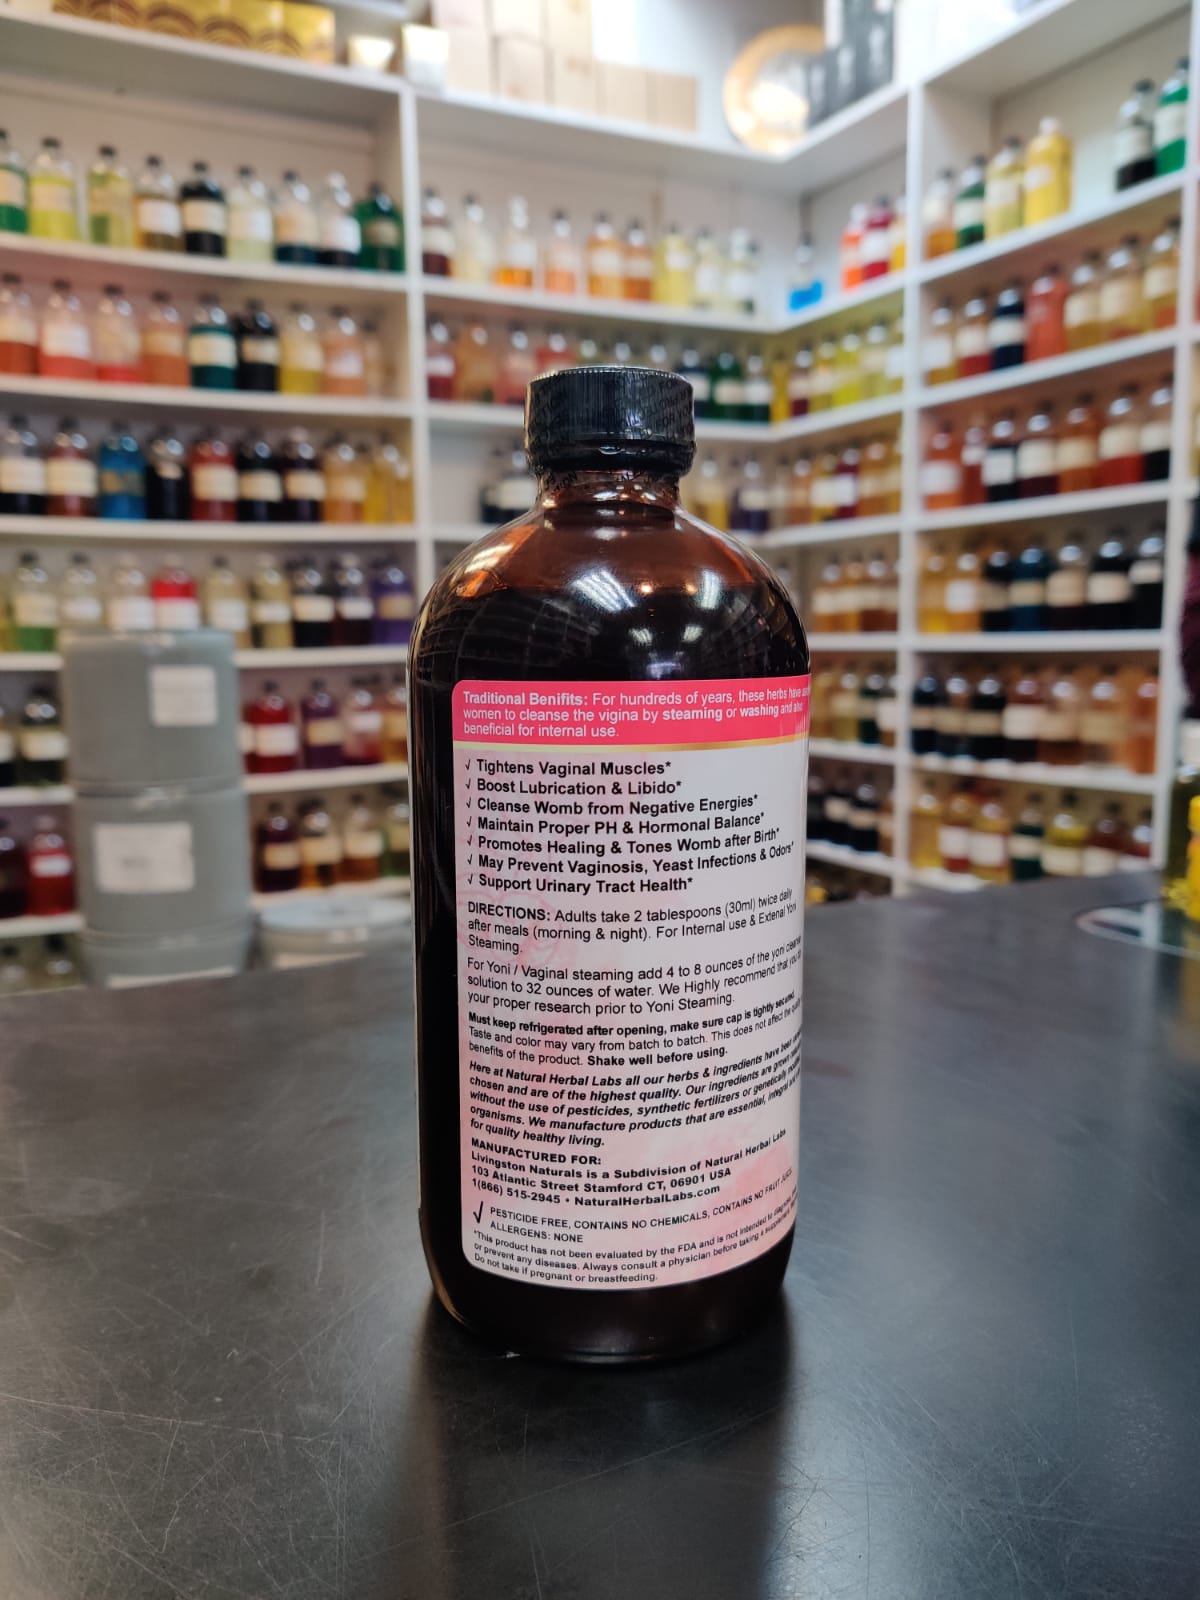 Traditional Benifits: For hundreds of years, these herbs have
women to cleanse the vigina by steaming or washing and also
beneficial for internal use.
√ Tightens Vaginal Muscles*
√ Boost Lubrication & Libido*
√ Cleanse Womb from Negative Energies*
√ Maintain Proper PH & Hormonal Balance*
√ Promotes Healing & Tones Womb after Birth*
√ May Prevent Vaginosis, Yeast Infections & Odors*
√ Support Urinary Tract Health*
DIRECTIONS: Adults take 2 tablespoons (30ml) twice daily
after meals (morning & night). For Internal use & Extenal Yoni
Steaming.
For Yoni / Vaginal steaming add 4 to 8 ounces of the yoni cleanse
solution to 32 ounces of water. We Highly recommend that you do
your proper research prior to Yoni Steaming.
Must keep refrigerated after opening, make sure cap is tightly secured.
Taste and color may vary from batch to batch. This does not affect the
benefits of the product. Shake well before using.
Here at Natural Herbal Labs all our herbs & ingredients have been
chosen and are of the highest quality. Our ingredients are grown
without the use of pesticides, synthetic fertilizers or genetically
organisms. We manufacture products that are essential, integral and
for quality healthy living.
MANUFACTURED FOR:
Livingston Naturals is a Subdivision of Natural Herbal Labs
103 Atlantic Street Stamford CT, 06901 USA
1(866) 515-2945 • NaturalHerbalLabs.com
√ PESTICIDE FREE, CONTAINS NO CHEMICALS, CONTAINS NO FRUIT JUICE.
ALLERGENS: NONE
*This product has not been evaluated by the FDA and is not intended to diagnose,
or prevent any diseases. Always consult a physician before taking a supplement.
Do not take if pregnant or breastfeeding.